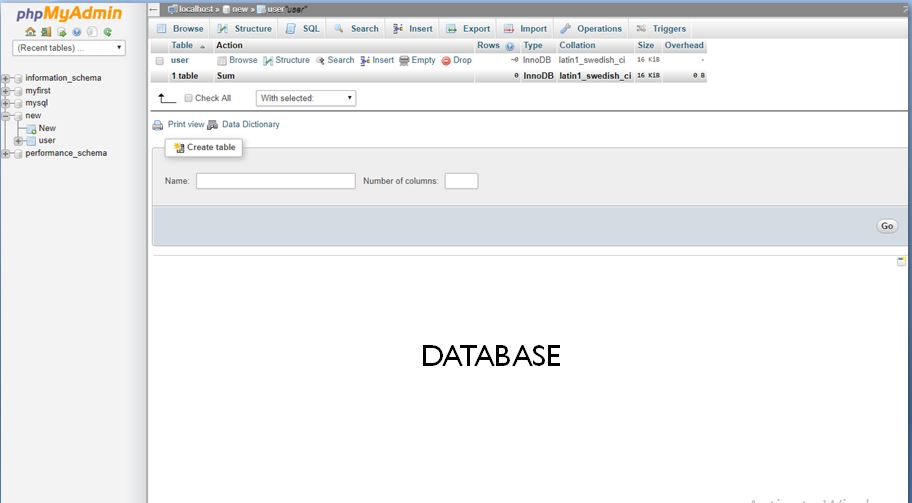 phpMyAdmin
(Recent tables) ...
information_schema
myfirst
mysql
new
New
user
performance_schema
localhost » new » user "user"
Browse Structure SQL Search Insert Export Import Operations Triggers
Table Action Rows Type Collation Size Overhead
user Browse Structure Search Insert Empty Drop ~0 InnoDB latin1_swedish_ci 16 KiB -
1 table Sum 0 InnoDB latin1_swedish_ci 16 KiB 0 B
Check All With selected:
Print view Data Dictionary
Create table
Name: Number of columns:
Go
DATABASE